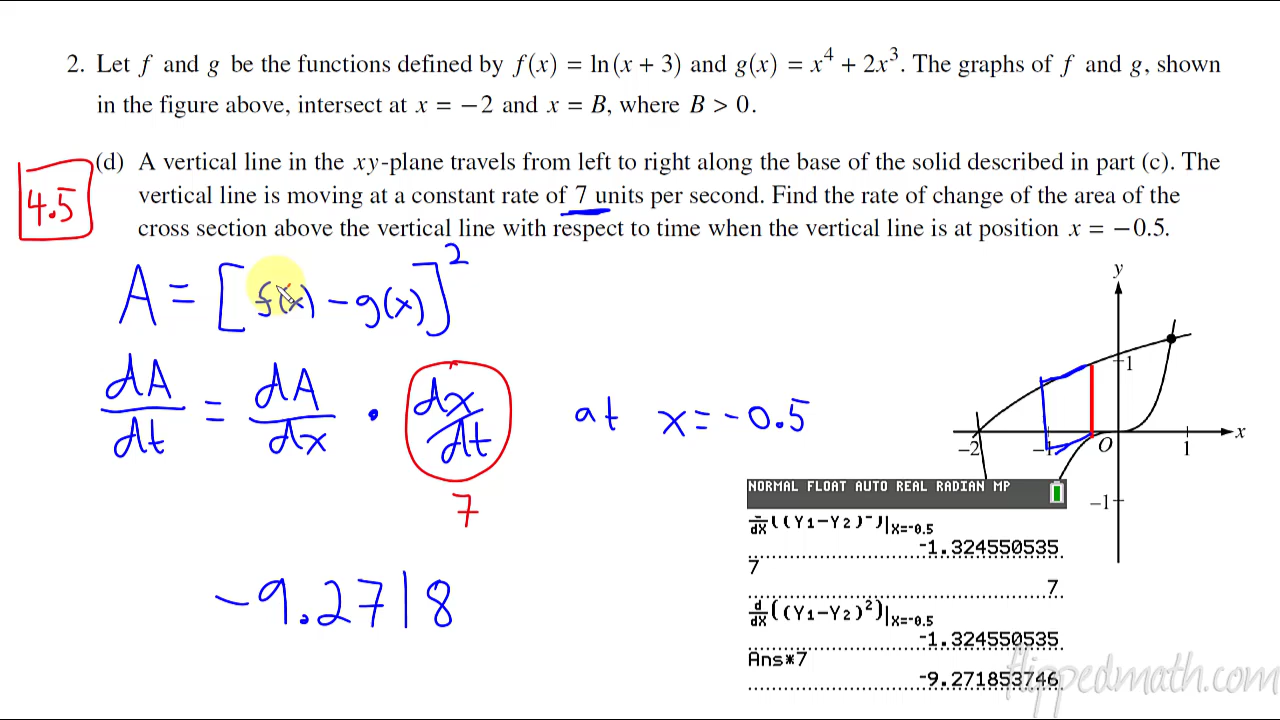 2. Let f and g be the functions defined by f(x) = ln(x + 3) and g(x) = x⁴ + 2x³. The graphs of f and g, shown
in the figure above, intersect at x = −2 and x = B, where B > 0.
(d) A vertical line in the xy-plane travels from left to right along the base of the solid described in part (c). The
4.5
vertical line is moving at a constant rate of 7 units per second. Find the rate of change of the area of the
cross section above the vertical line with respect to time when the vertical line is at position x = −0.5.
A = [f(x) − g(x)]²
dA/dt = dA/dx • dx/dt at x = −0.5
7
−9.2718
y
1
−2 −1 O 1 x
−1
NORMAL FLOAT AUTO REAL RADIAN MP
d/dX((Y1−Y2)²)|X=-0.5
-1.324550535
7
7
d/dX((Y1−Y2)²)|X=-0.5
-1.324550535
Ans*7
-9.271853746
flippedmath.com